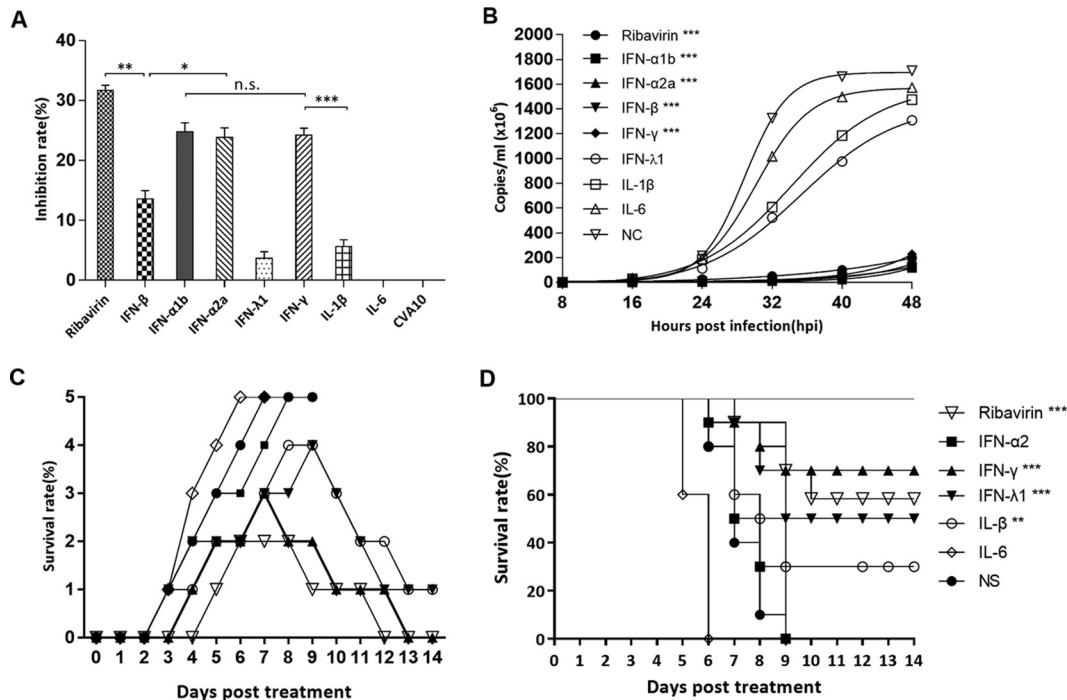 A
Inhibition rate(%)
40
30
20
10
0
** 
*
n.s.
***
Ribavirin
IFN-β
IFN-α1b
IFN-α2a
IFN-λ1
IFN-γ
IL-1β
IL-6
CVA10
B
Copies/ml (x10⁶)
2000
1800
1600
1400
1200
1000
800
600
400
200
0
Ribavirin ***
IFN-α1b ***
IFN-α2a ***
IFN-β ***
IFN-γ ***
IFN-λ1
IL-1β
IL-6
NC
8 16 24 32 40 48
Hours post infection(hpi)
C
Survival rate(%)
5
4
3
2
1
0
0 1 2 3 4 5 6 7 8 9 10 11 12 13 14
Days post treatment
D
Survival rate(%)
100
80
60
40
20
0
0 1 2 3 4 5 6 7 8 9 10 11 12 13 14
Days post treatment
Ribavirin ***
IFN-α2
IFN-γ ***
IFN-λ1 ***
IL-β **
IL-6
NS